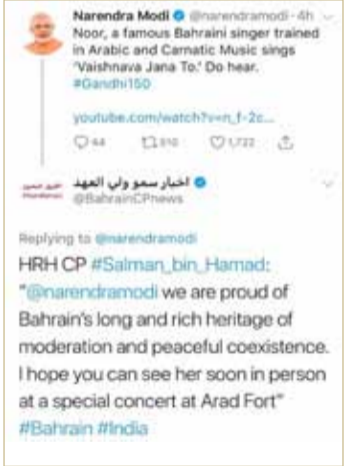 Narendra Modi @narendramodi · 4h
Noor, a famous Bahraini singer trained
in Arabic and Carnatic Music sings
'Vaishnava Jana To.' Do hear.
#Gandhi150
youtube.com/watch?v=n_f-2c...
44 1,722
اخبار سمو ولي العهد
@BahrainCPnews
Replying to @narendramodi
HRH CP #Salman_bin_Hamad:
"@narendramodi we are proud of
Bahrain's long and rich heritage of
moderation and peaceful coexistence.
I hope you can see her soon in person
at a special concert at Arad Fort"
#Bahrain #India